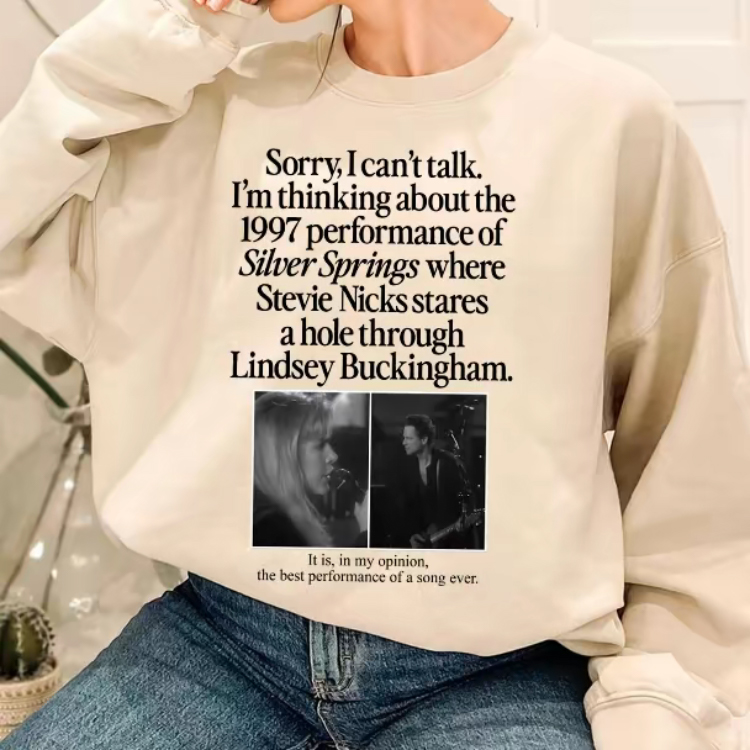 Sorry, I can't talk.
I'm thinking about the
1997 performance of
Silver Springs where
Stevie Nicks stares
a hole through
Lindsey Buckingham.
It is, in my opinion,
the best performance of a song ever.